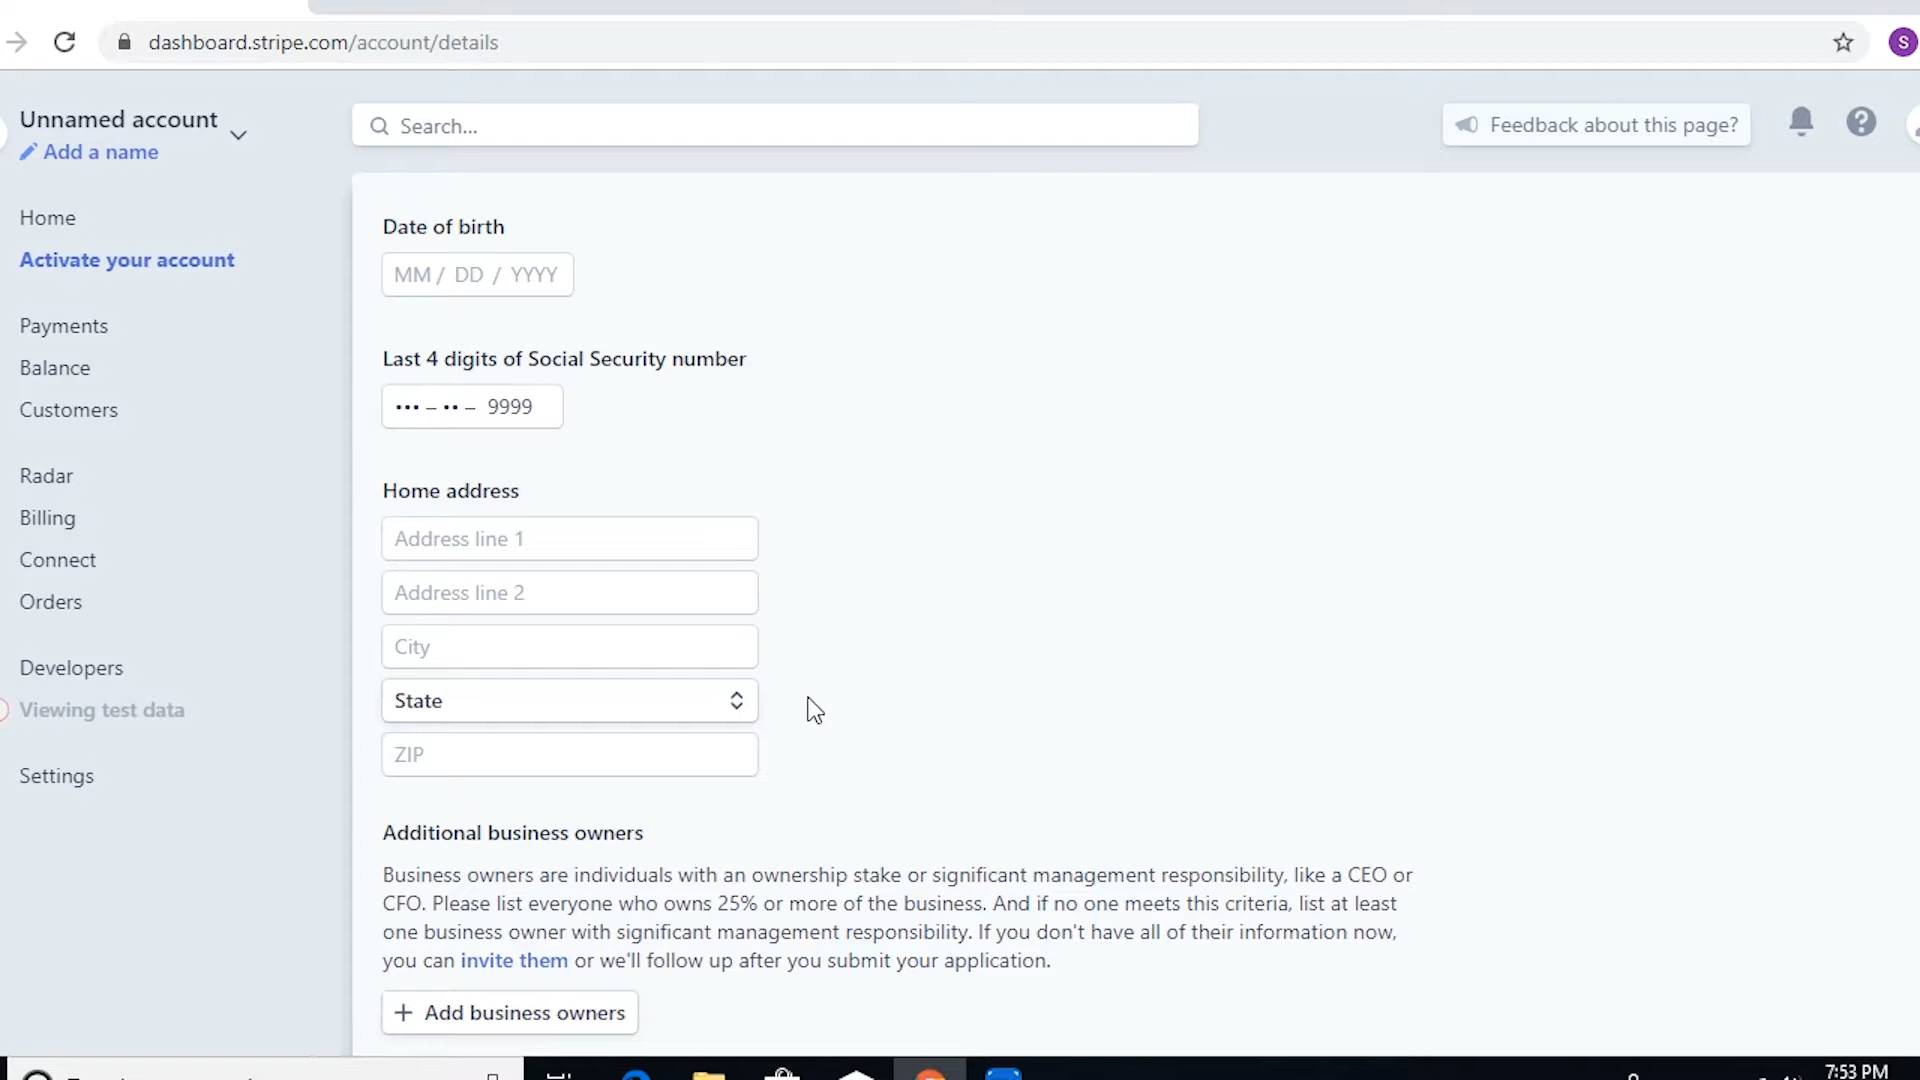 dashboard.stripe.com/account/details
S
Unnamed account
Add a name
Search...
Feedback about this page?
Home
Activate your account
Payments
Balance
Customers
Radar
Billing
Connect
Orders
Developers
Viewing test data
Settings
Date of birth
MM / DD / YYYY
Last 4 digits of Social Security number
••• – •• – 9999
Home address
Address line 1
Address line 2
City
State
ZIP
Additional business owners
Business owners are individuals with an ownership stake or significant management responsibility, like a CEO or
CFO. Please list everyone who owns 25% or more of the business. And if no one meets this criteria, list at least
one business owner with significant management responsibility. If you don't have all of their information now,
you can invite them or we'll follow up after you submit your application.
+ Add business owners
7:53 PM